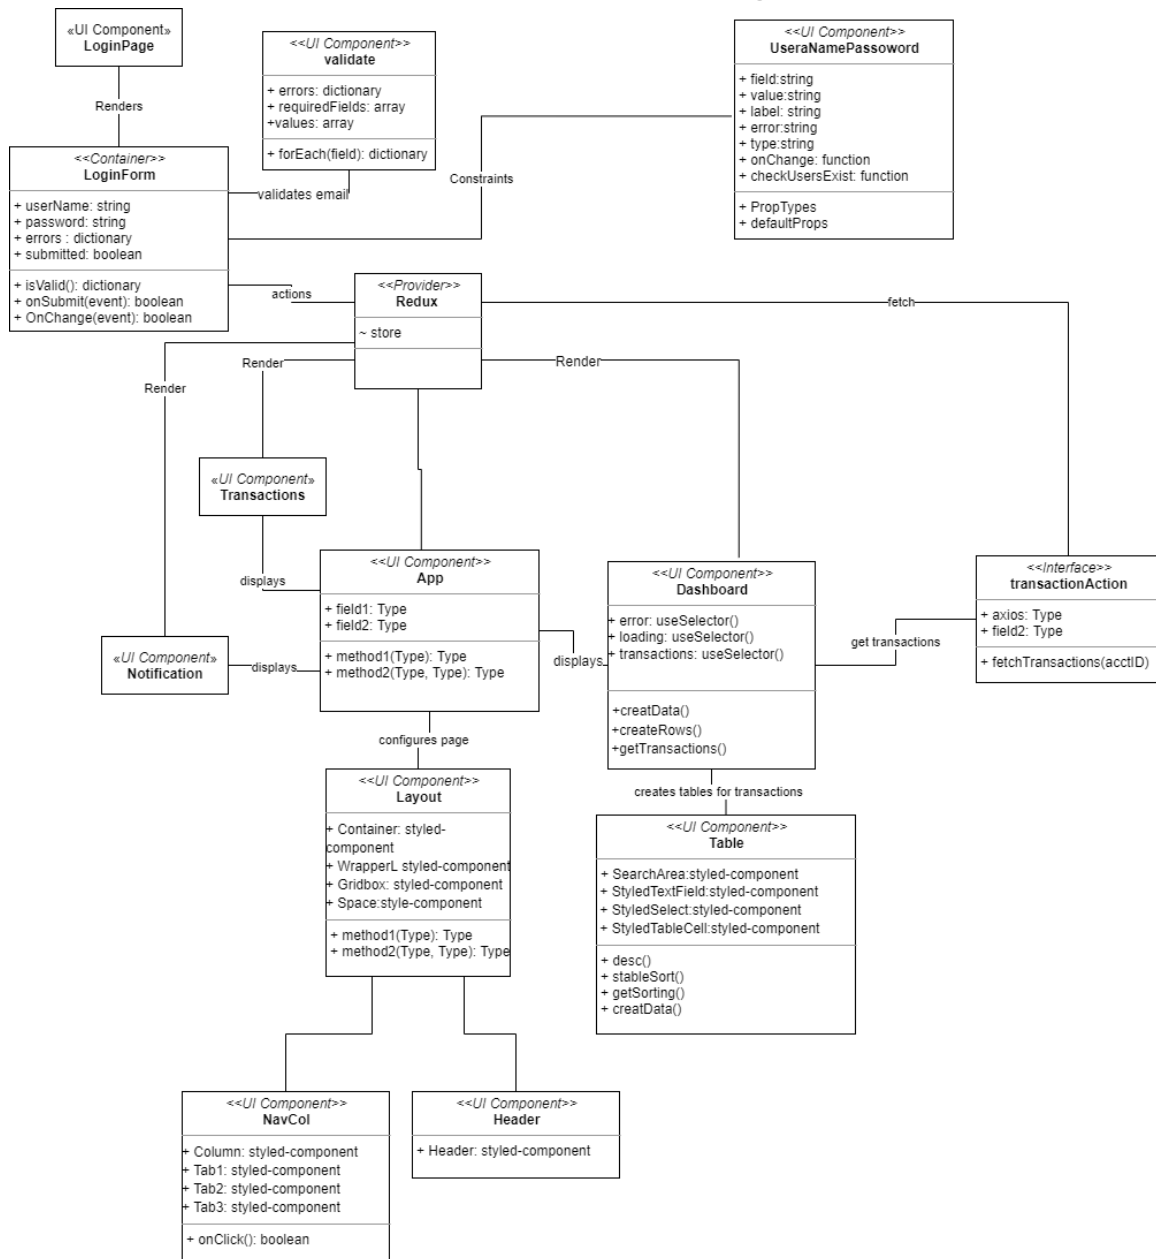 «UI Component»
LoginPage
Renders
<<UI Component>>
validate
+ errors: dictionary
+ requiredFields: array
+values: array
+ forEach(field): dictionary
<<UI Component>>
UseraNamePassoword
+ field:string
+ value:string
+ label: string
+ error:string
+ type:string
+ onChange: function
+ checkUsersExist: function
+ PropTypes
+ defaultProps
<<Container>>
LoginForm
+ userName: string
+ password: string
+ errors : dictionary
+ submitted: boolean
+ isValid(): dictionary
+ onSubmit(event): boolean
+ OnChange(event): boolean
validates email
Constraints
actions
<<Provider>>
Redux
~ store
fetch
Render
Render
Render
«UI Component»
Transactions
displays
«UI Component»
Notification
displays
<<UI Component>>
App
+ field1: Type
+ field2: Type
+ method1(Type): Type
+ method2(Type, Type): Type
displays
<<UI Component>>
Dashboard
+ error: useSelector()
+ loading: useSelector()
+ transactions: useSelector()
+creatData()
+createRows()
+getTransactions()
get transactions
<<Interface>>
transactionAction
+ axios: Type
+ field2: Type
+ fetchTransactions(acctID)
configures page
<<UI Component>>
Layout
+ Container: styled-
component
+ WrapperL styled-component
+ Gridbox: styled-component
+ Space:style-component
+ method1(Type): Type
+ method2(Type, Type): Type
creates tables for transactions
<<UI Component>>
Table
+ SearchArea:styled-component
+ StyledTextField:styled-component
+ StyledSelect:styled-component
+ StyledTableCell:styled-component
+ desc()
+ stableSort()
+ getSorting()
+ creatData()
<<UI Component>>
NavCol
+ Column: styled-component
+ Tab1: styled-component
+ Tab2: styled-component
+ Tab3: styled-component
+ onClick(): boolean
<<UI Component>>
Header
+ Header: styled-component